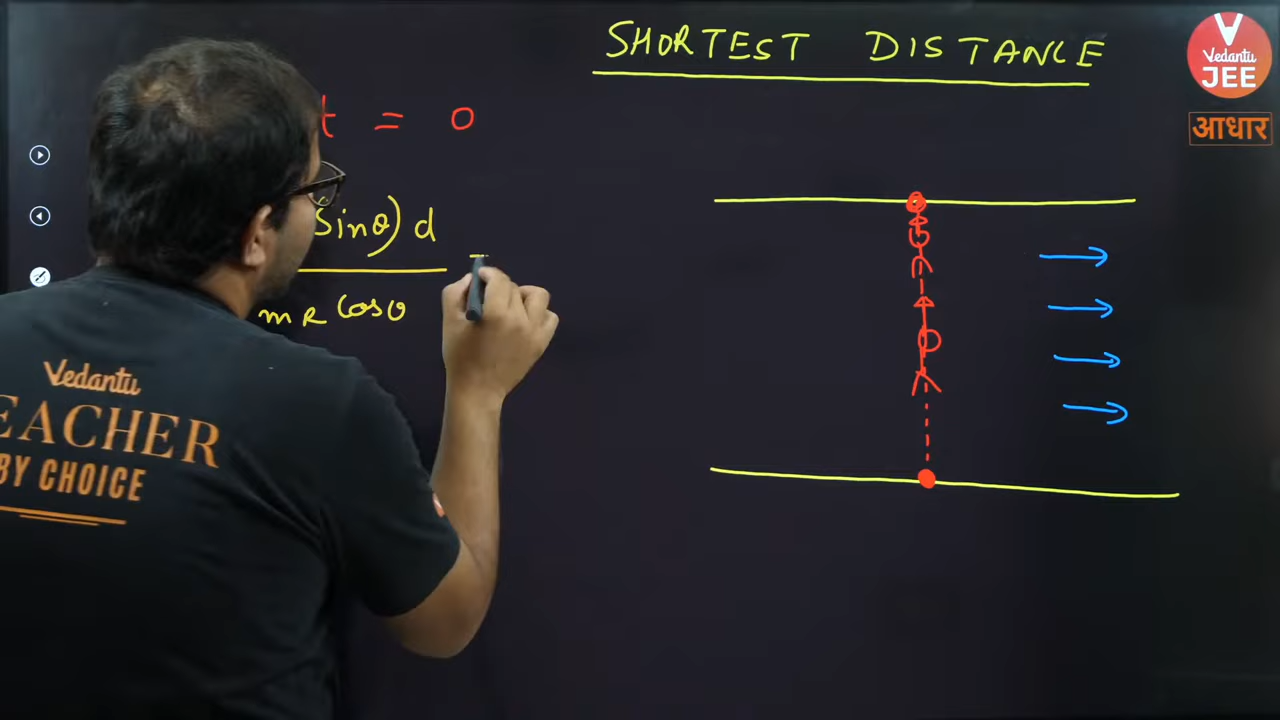 SHORTEST DISTANCE
Vedantu
JEE
आधार
t = 0
Sinθ) d
mR Cosθ
Vedantu
EACHER
BY CHOICE